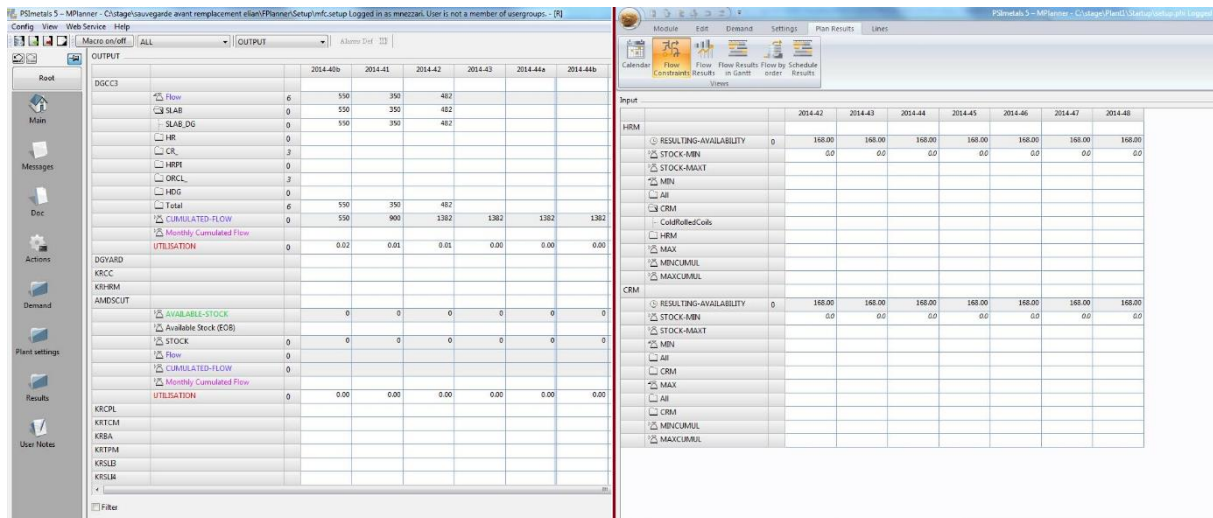 PSImetals 5 – MPlanner - C:\stage\sauvegarde avant remplacement elian\FPlanner\Setup\mfc.setup Logged in as mnezzari. User is not a member of usergroups. - [R]
Config View Web Service Help
Macro on/off ALL OUTPUT Alarm Def
OUTPUT
Root
Main
Messages
Doc
Actions
Demand
Plant settings
Results
User Notes
2014-40b 2014-41 2014-42 2014-43 2014-44a 2014-44b
DGCC3
Flow 6 550 350 482
SLAB 0 550 350 482
SLAB_DG 0 550 350 482
HR 0
CR_ 3
HRPI 0
ORCL_ 3
HDG 0
Total 6 550 350 482
CUMULATED-FLOW 0 550 900 1382 1382 1382 1382
Monthly Cumulated Flow
UTILISATION 0 0.02 0.01 0.01 0.00 0.00 0.00
DGYARD
KRCC
KRHRM
AMDSCUT
AVAILABLE-STOCK 0 0 0 0 0 0
Available Stock (EOB)
STOCK 0 0 0 0 0 0 0
Flow 0
CUMULATED-FLOW 0
Monthly Cumulated Flow
UTILISATION 0 0.00 0.00 0.00 0.00 0.00 0.00
KRCPL
KRTCM
KRBA
KRTPM
KRSLI3
KRSLI4
Filter
PSImetals 5 – MPlanner - C:\stage\Plant1\Startup\setup.phi Logged
Module Edit Demand Settings Plan Results Lines
Calendar Flow Constraints Flow Results Flow Results in Gantt Flow by order Schedule Results
Views
Input
2014-42 2014-43 2014-44 2014-45 2014-46 2014-47 2014-48
HRM
RESULTING-AVAILABILITY 0 168.00 168.00 168.00 168.00 168.00 168.00 168.00
STOCK-MIN 0.0 0.0 0.0 0.0 0.0 0.0 0.0
STOCK-MAXT
MIN
All
CRM
ColdRolledCoils
HRM
MAX
MINCUMUL
MAXCUMUL
CRM
RESULTING-AVAILABILITY 0 168.00 168.00 168.00 168.00 168.00 168.00 168.00
STOCK-MIN 0.0 0.0 0.0 0.0 0.0 0.0 0.0
STOCK-MAXT
MIN
All
CRM
MAX
All
CRM
MINCUMUL
MAXCUMUL